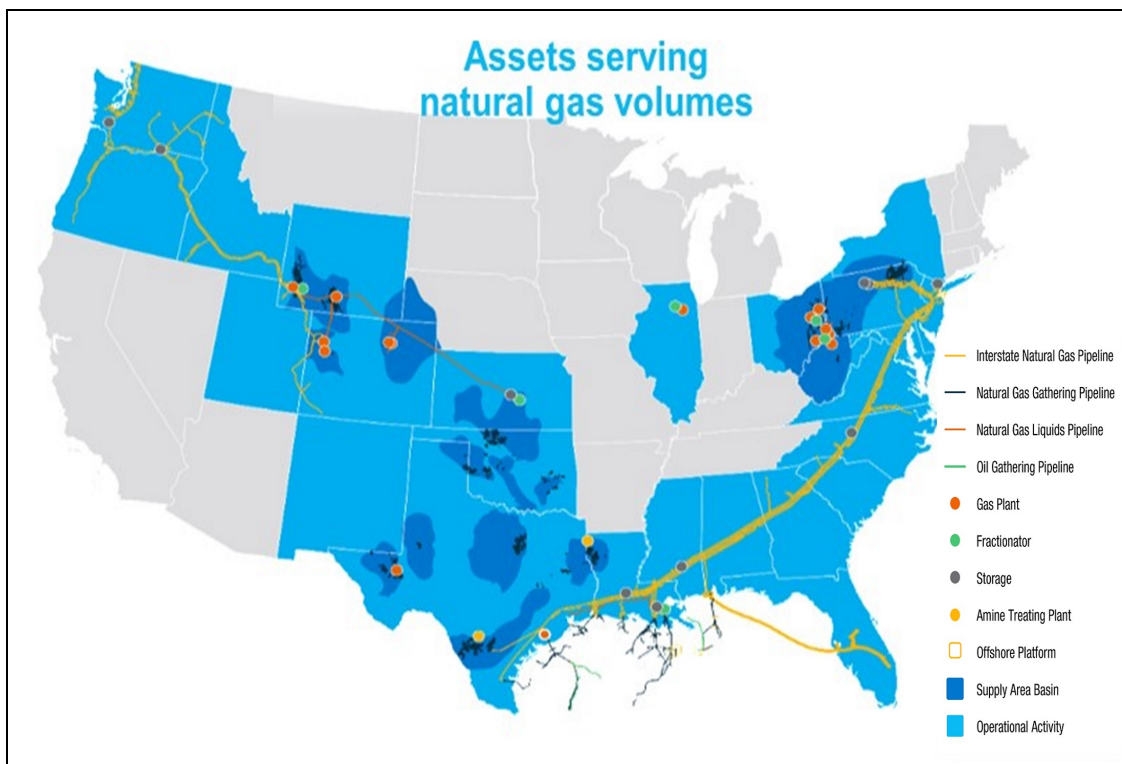 Assets serving
natural gas volumes
Interstate Natural Gas Pipeline
Natural Gas Gathering Pipeline
Natural Gas Liquids Pipeline
Oil Gathering Pipeline
Gas Plant
Fractionator
Storage
Amine Treating Plant
Offshore Platform
Supply Area Basin
Operational Activity